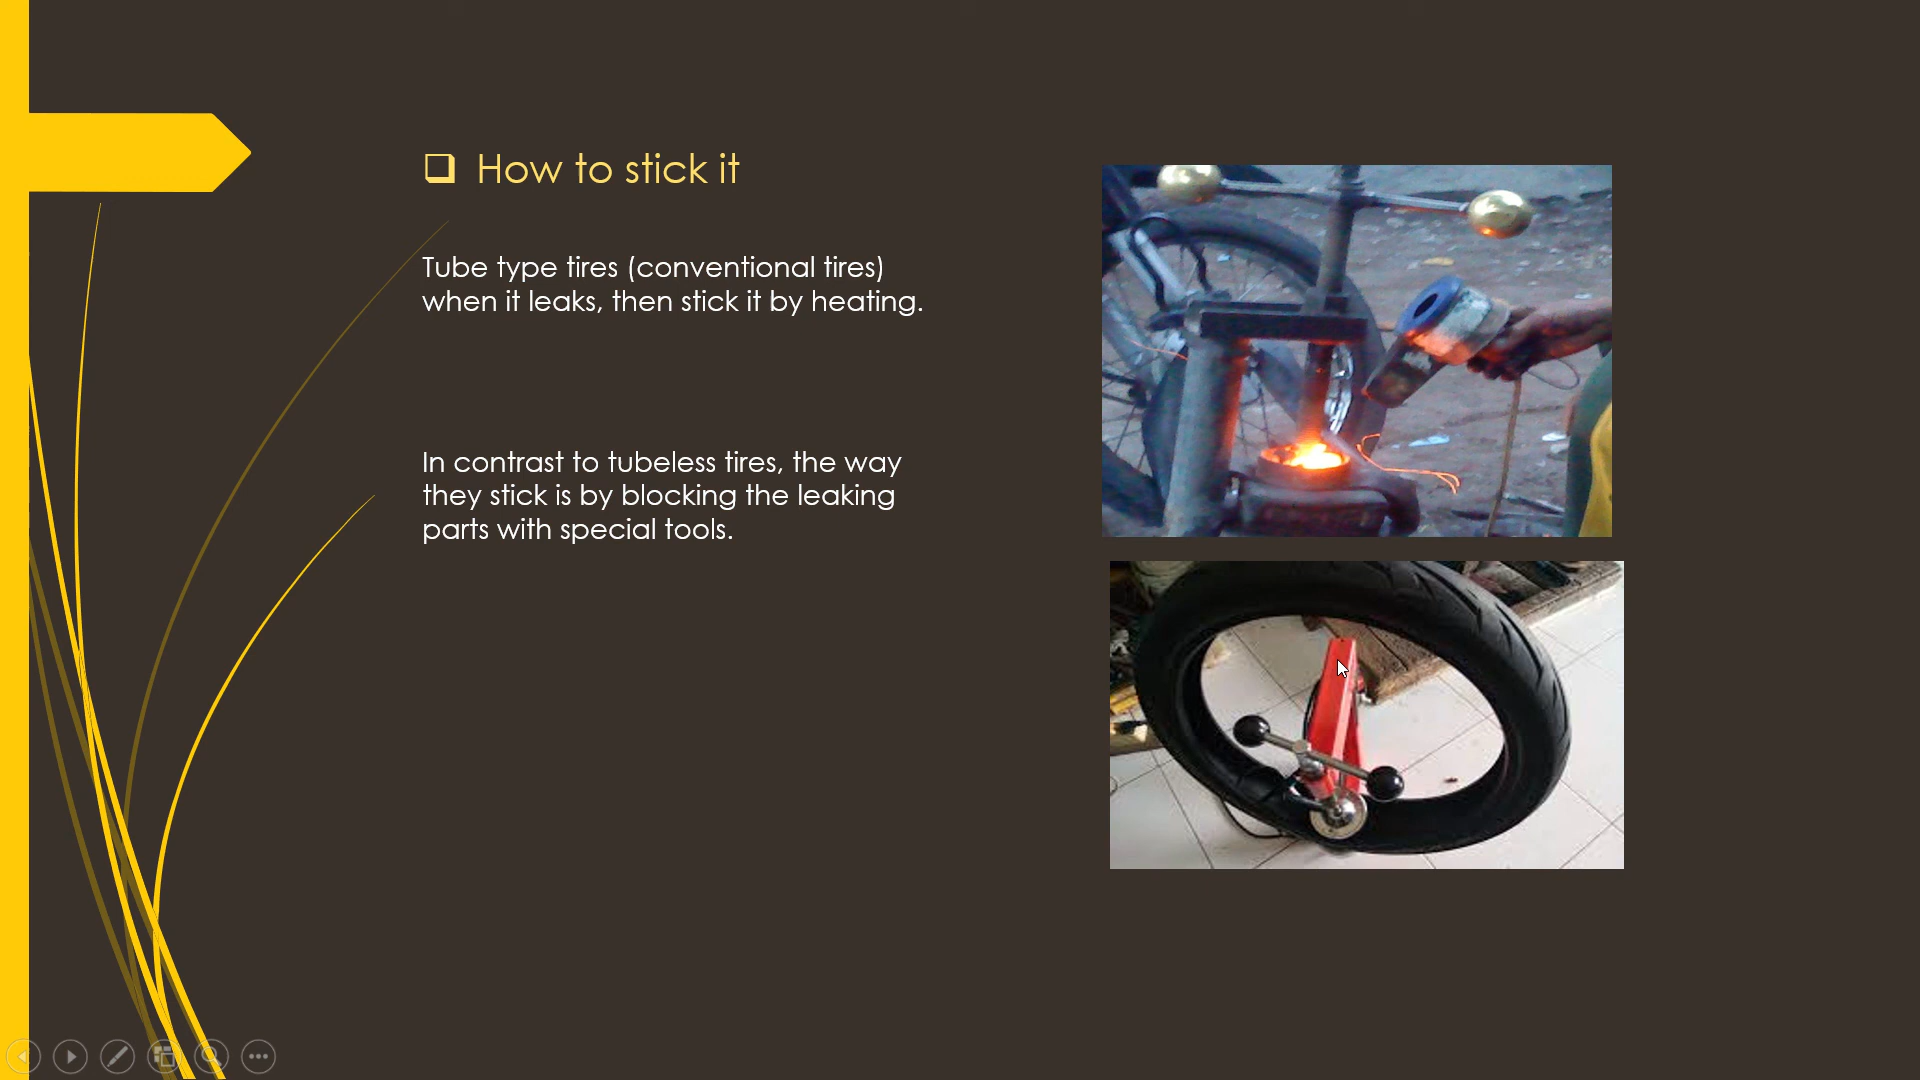 How to stick it
Tube type tires (conventional tires)
when it leaks, then stick it by heating.
In contrast to tubeless tires, the way
they stick is by blocking the leaking
parts with special tools.